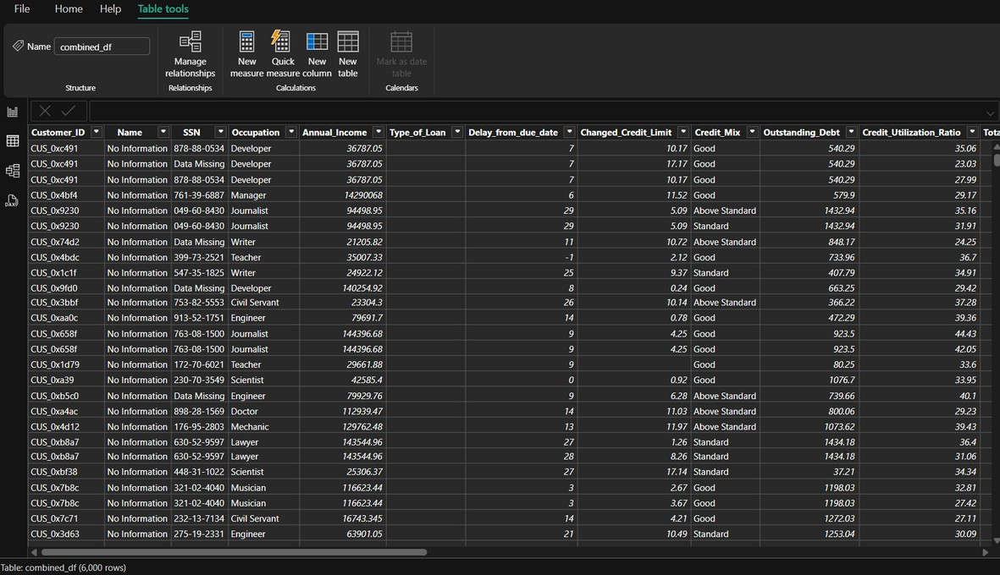 File Home Help Table tools
Name combined_df
Manage relationships
New measure
Quick measure
New column
New table
Mark as date table
Structure Relationships Calculations Calendars
Customer_ID Name SSN Occupation Annual_Income Type_of_Loan Delay_from_due_date Changed_Credit_Limit Credit_Mix Outstanding_Debt Credit_Utilization_Ratio Tota
CUS_0xc491 No Information 878-88-0534 Developer 36787.05 7 10.17 Good 540.29 35.06
CUS_0xc491 No Information Data Missing Developer 36787.05 7 17.17 Good 540.29 23.03
CUS_0xc491 No Information 878-88-0534 Developer 36787.05 7 10.17 Good 540.29 27.99
CUS_0x4bf4 No Information 761-39-6887 Manager 14290068 6 11.52 Good 579.9 29.17
CUS_0x9230 No Information 049-60-8430 Journalist 94498.95 29 5.09 Above Standard 1432.94 35.16
CUS_0x9230 No Information 049-60-8430 Journalist 94498.95 29 5.09 Standard 1432.94 31.91
CUS_0x74d2 No Information Data Missing Writer 21205.82 11 10.72 Above Standard 848.17 24.25
CUS_0x4bdc No Information 399-73-2521 Teacher 35007.33 -1 2.12 Good 733.96 36.7
CUS_0x1c1f No Information 547-35-1825 Writer 24922.12 25 9.37 Standard 407.79 34.91
CUS_0x9fd0 No Information Data Missing Developer 140254.92 8 0.24 Good 663.25 29.42
CUS_0x3bbf No Information 753-82-5553 Civil Servant 23304.3 26 10.14 Above Standard 366.22 37.28
CUS_0xaa0c No Information 913-52-1751 Engineer 79691.7 14 0.78 Good 472.29 39.36
CUS_0x658f No Information 763-08-1500 Journalist 144396.68 9 4.25 Good 923.5 44.43
CUS_0x658f No Information 763-08-1500 Journalist 144396.68 9 4.25 Good 923.5 42.05
CUS_0x1d79 No Information 172-70-6021 Teacher 29661.88 9 Good 80.25 33.6
CUS_0xa39 No Information 230-70-3549 Scientist 42585.4 0 0.92 Good 1076.7 33.95
CUS_0xb5c0 No Information Data Missing Engineer 79929.76 9 6.28 Above Standard 739.66 40.1
CUS_0xa4ac No Information 898-28-1569 Doctor 112939.47 14 11.03 Above Standard 800.06 29.23
CUS_0x4d12 No Information 176-95-2803 Mechanic 129762.48 13 11.97 Above Standard 1073.62 39.43
CUS_0xb8a7 No Information 630-52-9597 Lawyer 143544.96 27 1.26 Standard 1434.18 36.4
CUS_0xb8a7 No Information 630-52-9597 Lawyer 143544.96 28 8.26 Standard 1434.18 31.06
CUS_0xbf38 No Information 448-31-1022 Scientist 25306.37 27 17.14 Standard 37.21 34.34
CUS_0x7b8c No Information 321-02-4040 Musician 116623.44 3 2.67 Good 1198.03 32.81
CUS_0x7b8c No Information 321-02-4040 Musician 116623.44 3 3.67 Good 1198.03 27.42
CUS_0x7c71 No Information 232-13-7134 Civil Servant 16743.345 14 4.21 Good 1272.03 27.11
CUS_0x3d63 No Information 275-19-2331 Engineer 63901.05 21 10.49 Standard 1253.04 30.09
Table: combined_df (6,000 rows)